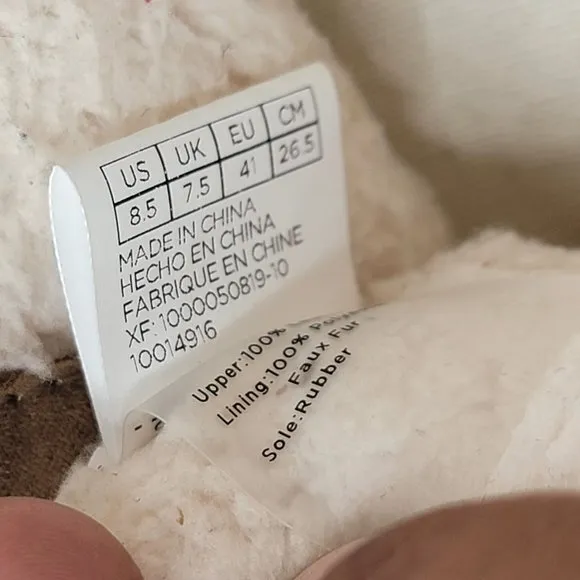 US UK EU CM
8.5 7.5 41 26.5
MADE IN CHINA
HECHO EN CHINA
FABRIQUE EN CHINE
XF: 1000050819-10
10014916
Upper:100%
Lining:100%
Faux Fur
Sole:Rubber